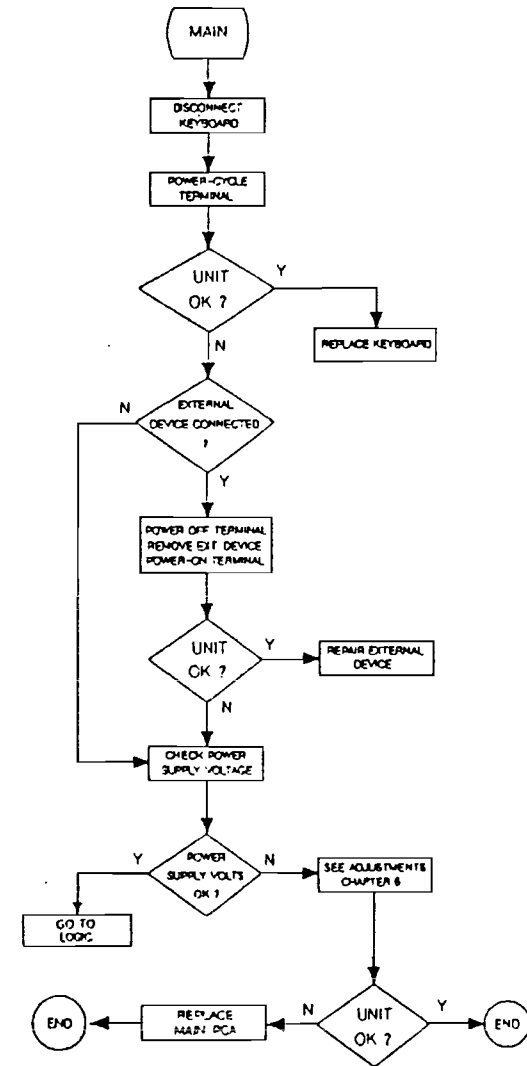 MAIN
DISCONNECT
KEYBOARD
POWER-CYCLE
TERMINAL
UNIT
OK ?
Y
REPLACE KEYBOARD
N
EXTERNAL
DEVICE CONNECTED
?
N
Y
POWER OFF TERMINAL
REMOVE EXT. DEVICE
POWER-ON TERMINAL
UNIT
OK ?
Y
REPAIR EXTERNAL
DEVICE
N
CHECK POWER
SUPPLY VOLTAGE
POWER
SUPPLY VOLTS
OK ?
Y
N
SEE ADJUSTMENTS
CHAPTER 6
GO TO
LOGIC
UNIT
OK ?
N
Y
REPLACE
MAIN PCA
END
END